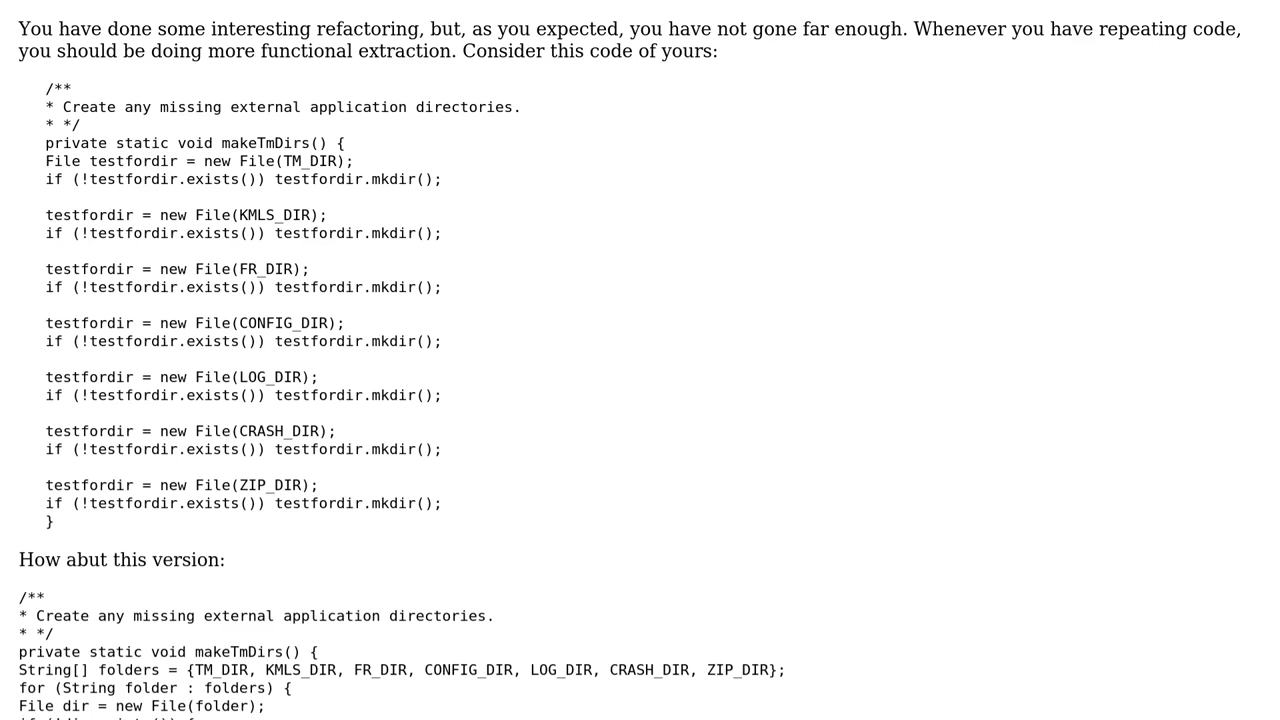 You have done some interesting refactoring, but, as you expected, you have not gone far enough. Whenever you have repeating code,
you should be doing more functional extraction. Consider this code of yours:
/**
* Create any missing external application directories.
* */
private static void makeTmDirs() {
File testfordir = new File(TM_DIR);
if (!testfordir.exists()) testfordir.mkdir();
testfordir = new File(KMLS_DIR);
if (!testfordir.exists()) testfordir.mkdir();
testfordir = new File(FR_DIR);
if (!testfordir.exists()) testfordir.mkdir();
testfordir = new File(CONFIG_DIR);
if (!testfordir.exists()) testfordir.mkdir();
testfordir = new File(LOG_DIR);
if (!testfordir.exists()) testfordir.mkdir();
testfordir = new File(CRASH_DIR);
if (!testfordir.exists()) testfordir.mkdir();
testfordir = new File(ZIP_DIR);
if (!testfordir.exists()) testfordir.mkdir();
}
How abut this version:
/**
* Create any missing external application directories.
* */
private static void makeTmDirs() {
String[] folders = {TM_DIR, KMLS_DIR, FR_DIR, CONFIG_DIR, LOG_DIR, CRASH_DIR, ZIP_DIR};
for (String folder : folders) {
File dir = new File(folder);